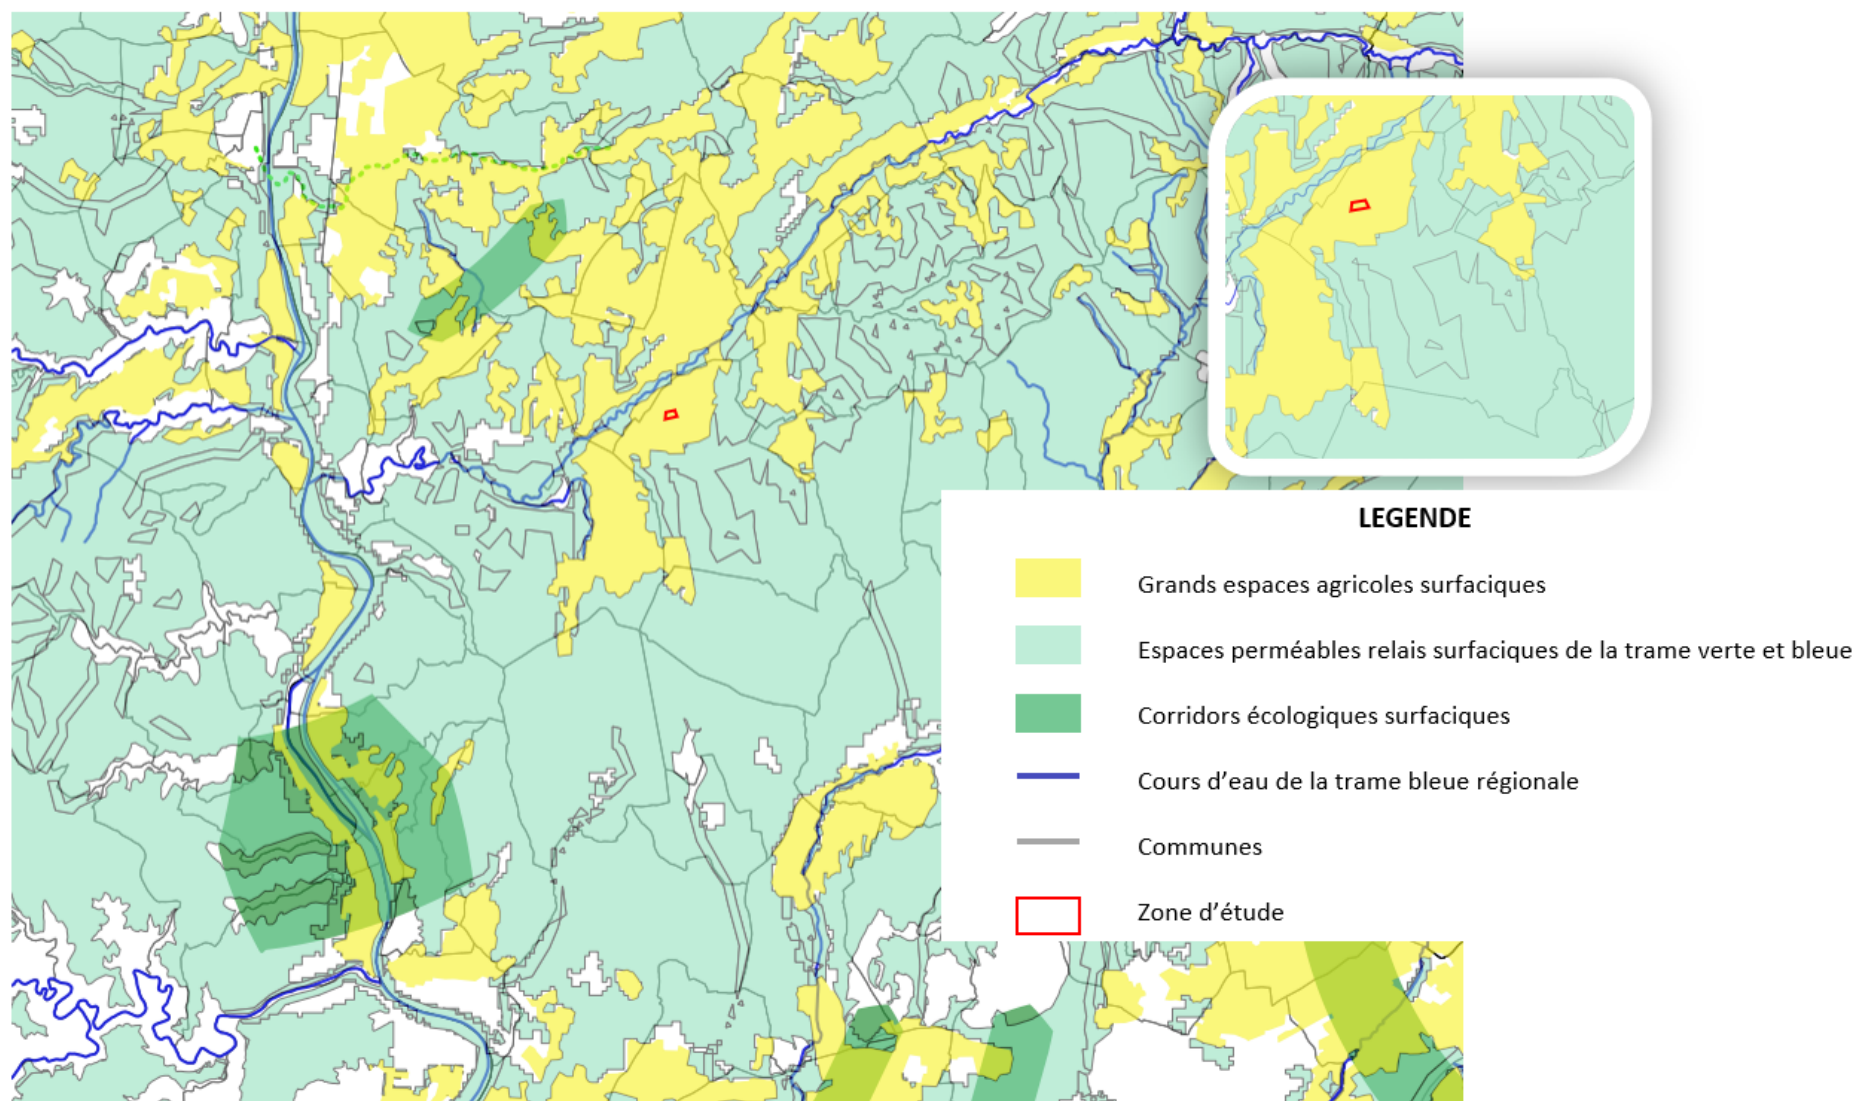 LEGENDE
Grands espaces agricoles surfaciques
Espaces perméables relais surfaciques de la trame verte et bleue
Corridors écologiques surfaciques
Cours d’eau de la trame bleue régionale
Communes
Zone d’étude